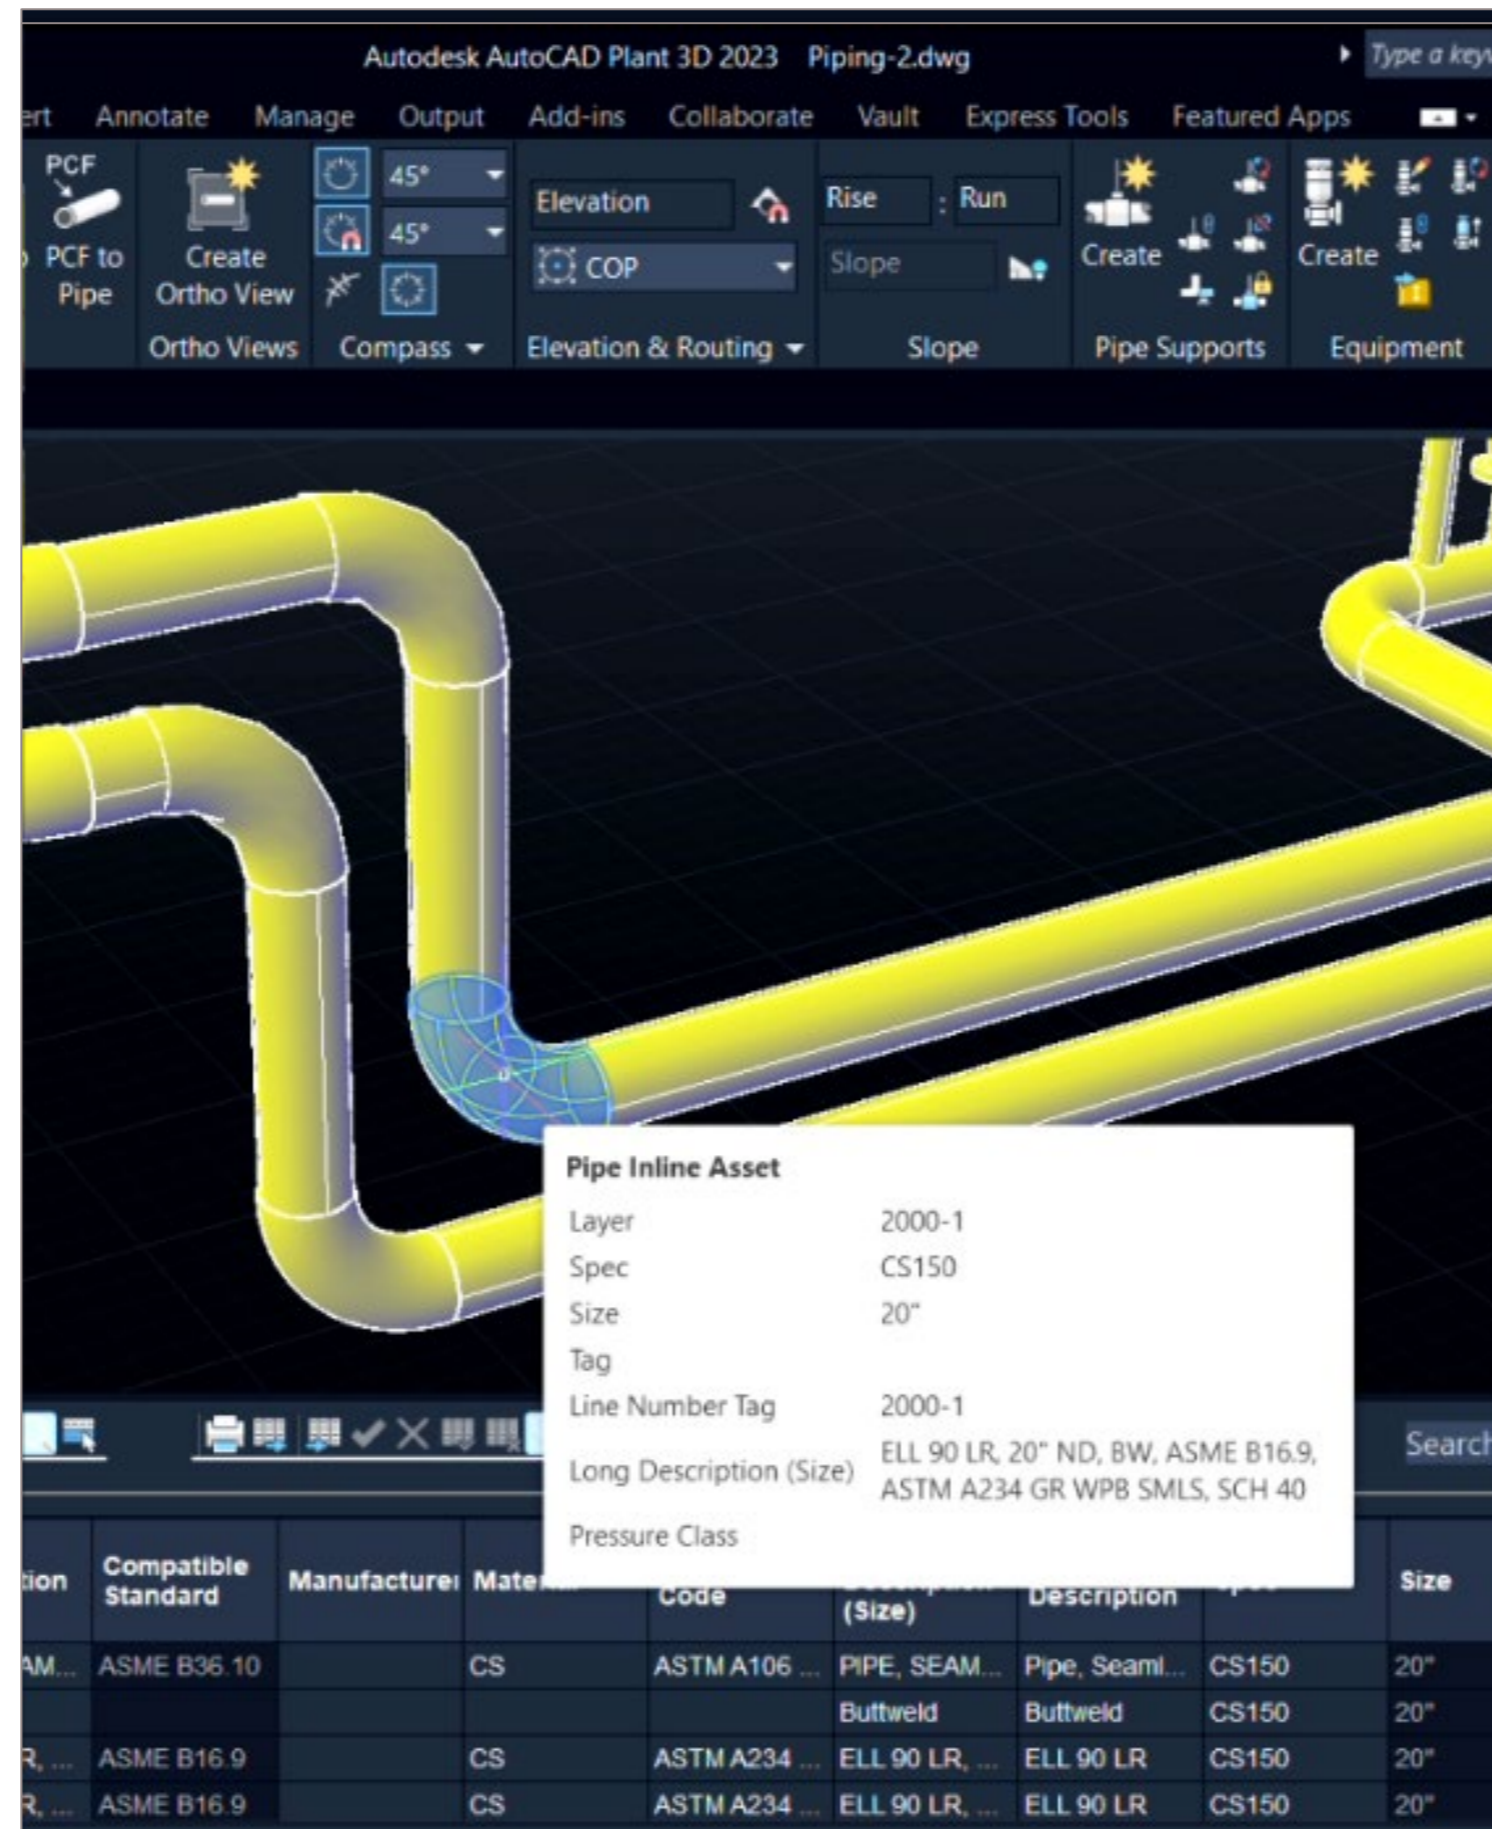 Autodesk AutoCAD Plant 3D 2023 Piping-2.dwg
Type a keyw
ert Annotate Manage Output Add-ins Collaborate Vault Express Tools Featured Apps
PCF
PCF to
Pipe
Create
Ortho View
Ortho Views
45°
45°
Compass
Elevation
COP
Elevation & Routing
Rise : Run
Slope
Slope
Create
Pipe Supports
Create
Equipment
Pipe Inline Asset
Layer 2000-1
Spec CS150
Size 20"
Tag
Line Number Tag 2000-1
Long Description (Size) ELL 90 LR, 20" ND, BW, ASME B16.9,
ASTM A234 GR WPB SMLS, SCH 40
Pressure Class
Search
tion Compatible Standard Manufacturer Mate Code (Size) Description Size
AM... ASME B36.10 CS ASTM A106 ... PIPE, SEAM... Pipe, Seaml... CS150 20"
Buttweld Buttweld CS150 20"
R, ... ASME B16.9 CS ASTM A234 ... ELL 90 LR, ... ELL 90 LR CS150 20"
R, ... ASME B16.9 CS ASTM A234 ... ELL 90 LR, ... ELL 90 LR CS150 20"